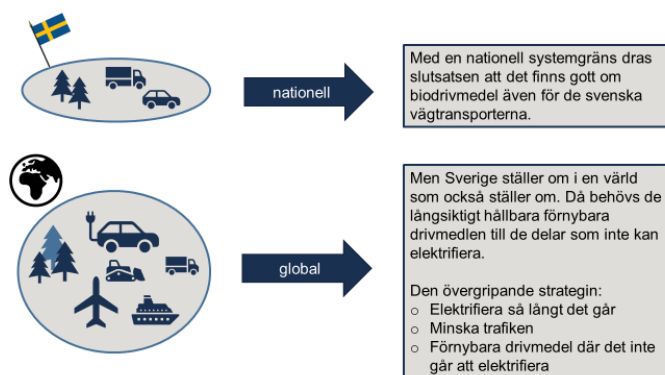 nationell
Med en nationell systemgräns dras
slutsatsen att det finns gott om
biodrivmedel även för de svenska
vägtransporterna.
global
Men Sverige ställer om i en värld
som också ställer om. Då behövs de
långsiktigt hållbara förnybara
drivmedlen till de delar som inte kan
elektrifiera.
Den övergripande strategin:
o Elektrifiera så långt det går
o Minska trafiken
o Förnybara drivmedel där det inte
går att elektrifiera